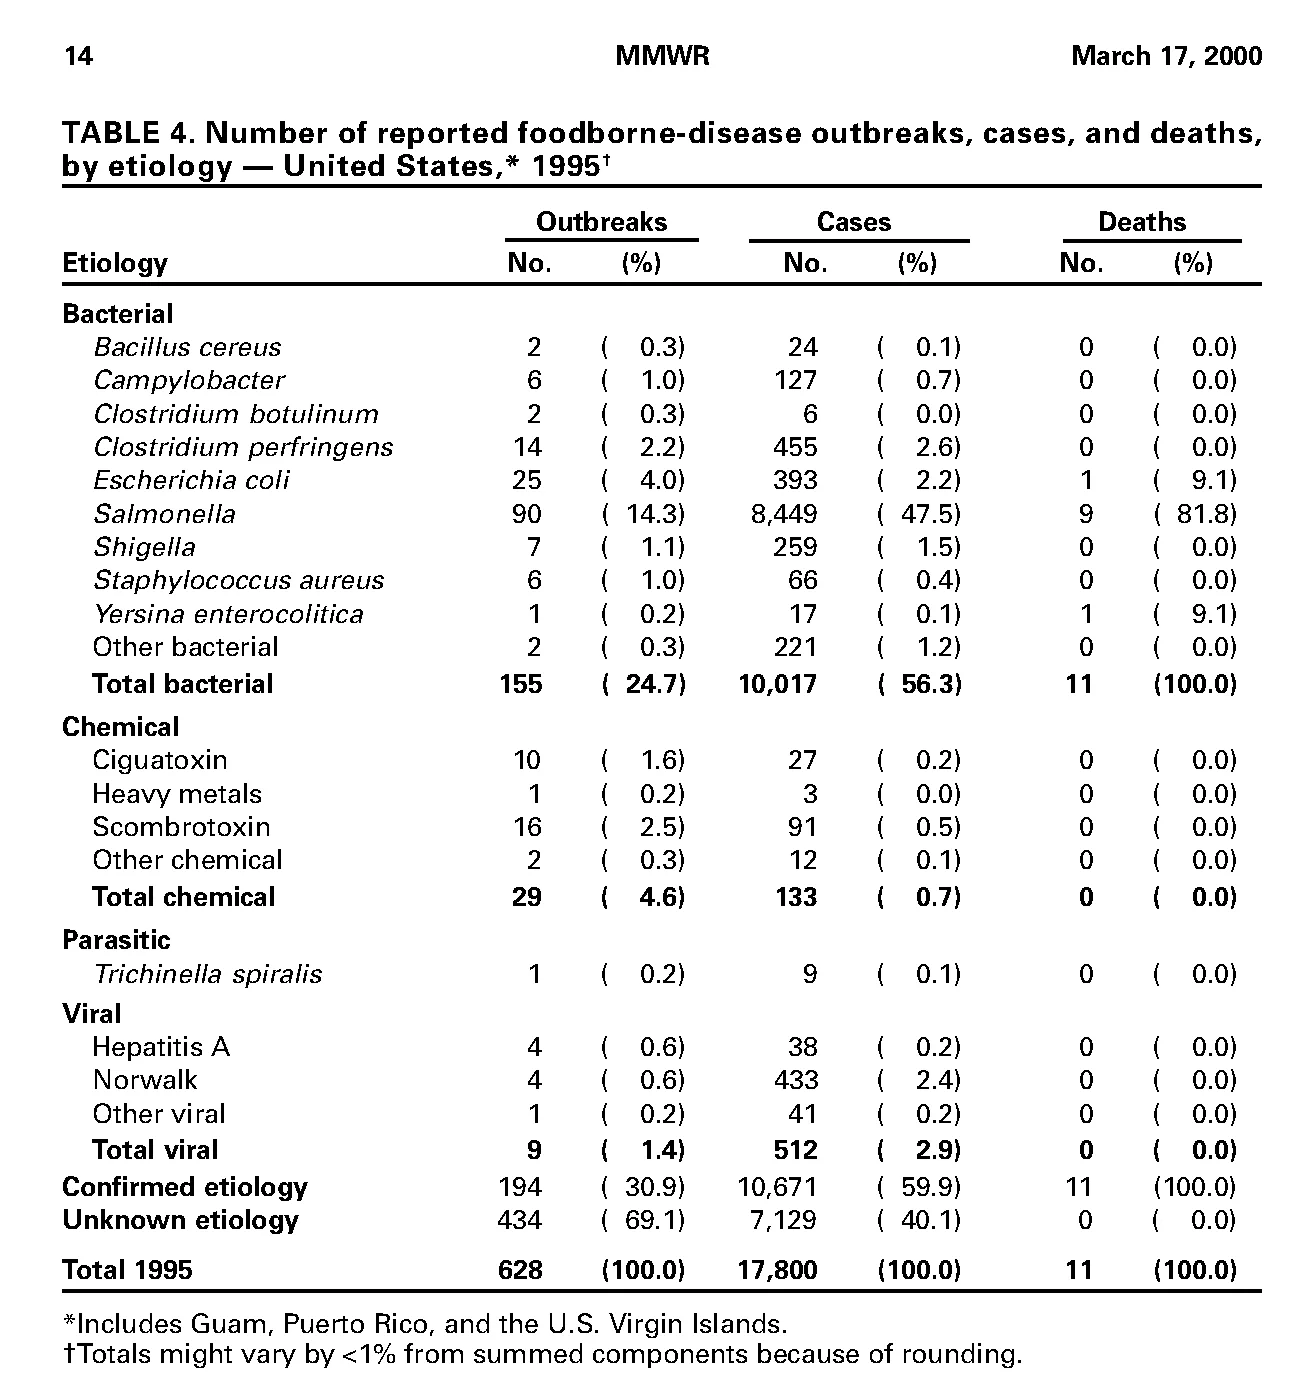 14 MMWR March 17, 2000
TABLE 4. Number of reported foodborne-disease outbreaks, cases, and deaths,
by etiology — United States,* 1995†
Outbreaks Cases Deaths
Etiology No. (%) No. (%) No. (%)
Bacterial
Bacillus cereus 2 ( 0.3) 24 ( 0.1) 0 ( 0.0)
Campylobacter 6 ( 1.0) 127 ( 0.7) 0 ( 0.0)
Clostridium botulinum 2 ( 0.3) 6 ( 0.0) 0 ( 0.0)
Clostridium perfringens 14 ( 2.2) 455 ( 2.6) 0 ( 0.0)
Escherichia coli 25 ( 4.0) 393 ( 2.2) 1 ( 9.1)
Salmonella 90 ( 14.3) 8,449 ( 47.5) 9 ( 81.8)
Shigella 7 ( 1.1) 259 ( 1.5) 0 ( 0.0)
Staphylococcus aureus 6 ( 1.0) 66 ( 0.4) 0 ( 0.0)
Yersina enterocolitica 1 ( 0.2) 17 ( 0.1) 1 ( 9.1)
Other bacterial 2 ( 0.3) 221 ( 1.2) 0 ( 0.0)
Total bacterial 155 ( 24.7) 10,017 ( 56.3) 11 (100.0)
Chemical
Ciguatoxin 10 ( 1.6) 27 ( 0.2) 0 ( 0.0)
Heavy metals 1 ( 0.2) 3 ( 0.0) 0 ( 0.0)
Scombrotoxin 16 ( 2.5) 91 ( 0.5) 0 ( 0.0)
Other chemical 2 ( 0.3) 12 ( 0.1) 0 ( 0.0)
Total chemical 29 ( 4.6) 133 ( 0.7) 0 ( 0.0)
Parasitic
Trichinella spiralis 1 ( 0.2) 9 ( 0.1) 0 ( 0.0)
Viral
Hepatitis A 4 ( 0.6) 38 ( 0.2) 0 ( 0.0)
Norwalk 4 ( 0.6) 433 ( 2.4) 0 ( 0.0)
Other viral 1 ( 0.2) 41 ( 0.2) 0 ( 0.0)
Total viral 9 ( 1.4) 512 ( 2.9) 0 ( 0.0)
Confirmed etiology 194 ( 30.9) 10,671 ( 59.9) 11 (100.0)
Unknown etiology 434 ( 69.1) 7,129 ( 40.1) 0 ( 0.0)
Total 1995 628 (100.0) 17,800 (100.0) 11 (100.0)
*Includes Guam, Puerto Rico, and the U.S. Virgin Islands.
†Totals might vary by <1% from summed components because of rounding.